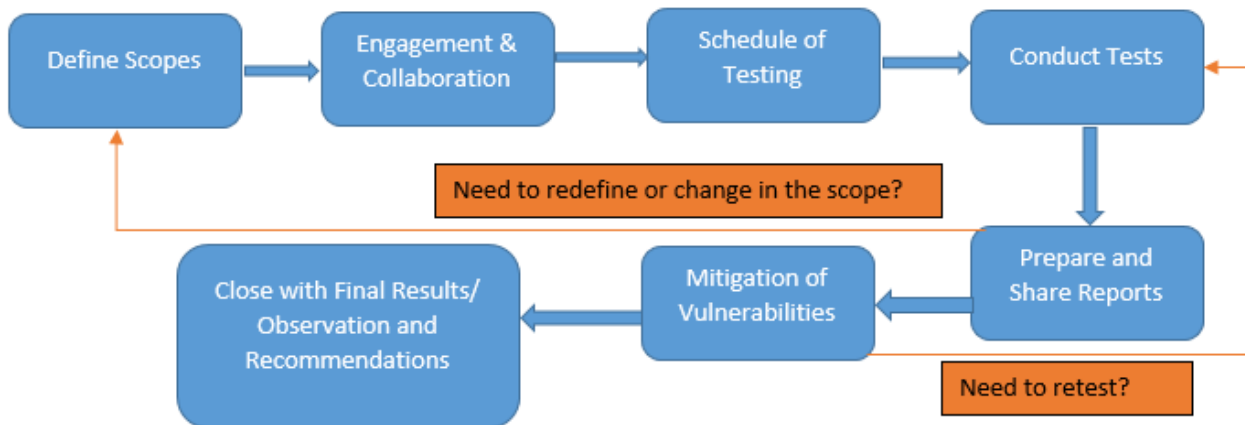 Define Scopes
Engagement &
Collaboration
Schedule of
Testing
Conduct Tests
Need to redefine or change in the scope?
Prepare and
Share Reports
Mitigation of
Vulnerabilities
Close with Final Results/
Observation and
Recommendations
Need to retest?